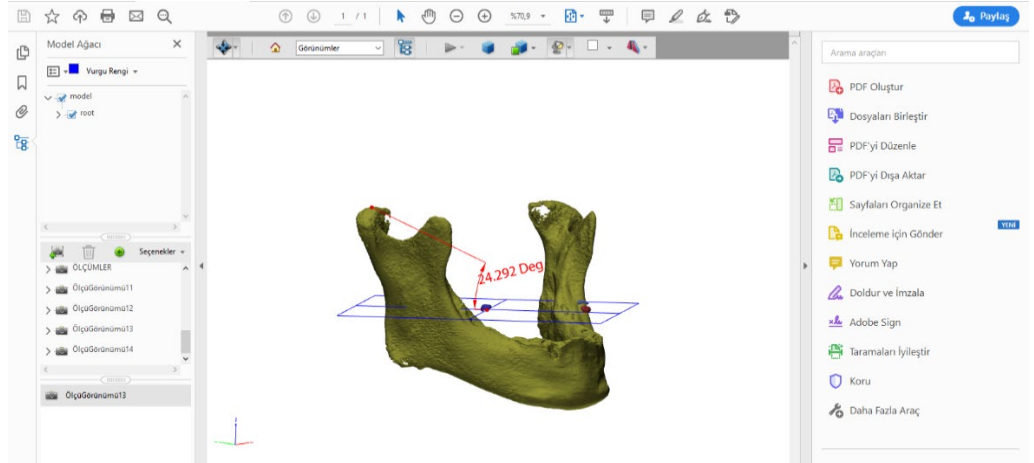 1 / 1
%70,9
Paylaş
Model Ağacı
Vurgu Rengi
model
root
Seçenekler
ÖLÇÜMLER
ÖlçüGörünümü11
ÖlçüGörünümü12
ÖlçüGörünümü13
ÖlçüGörünümü14
ÖlçüGörünümü13
Görünümler
24.292 Deg
Arama araçları
PDF Oluştur
Dosyaları Birleştir
PDF'yi Düzenle
PDF'yi Dışa Aktar
Sayfaları Organize Et
İnceleme için Gönder
YENİ
Yorum Yap
Doldur ve İmzala
Adobe Sign
Taramaları İyileştir
Koru
Daha Fazla Araç